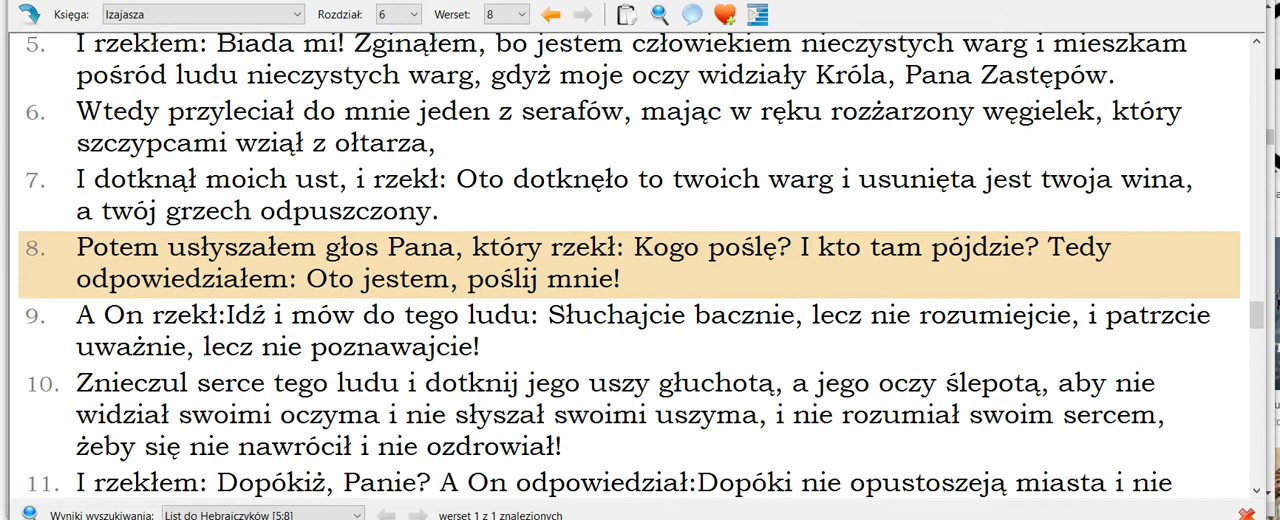 Księga: Izajasza Rozdział: 6 Werset: 8
5. I rzekłem: Biada mi! Zginąłem, bo jestem człowiekiem nieczystych warg i mieszkam
pośród ludu nieczystych warg, gdyż moje oczy widziały Króla, Pana Zastępów.
6. Wtedy przyleciał do mnie jeden z serafów, mając w ręku rozżarzony węgielek, który
szczypcami wziął z ołtarza,
7. I dotknął moich ust, i rzekł: Oto dotknęło to twoich warg i usunięta jest twoja wina,
a twój grzech odpuszczony.
8. Potem usłyszałem głos Pana, który rzekł: Kogo poślę? I kto tam pójdzie? Tedy
odpowiedziałem: Oto jestem, poślij mnie!
9. A On rzekł:Idź i mów do tego ludu: Słuchajcie bacznie, lecz nie rozumiejcie, i patrzcie
uważnie, lecz nie poznawajcie!
10. Znieczul serce tego ludu i dotknij jego uszy głuchotą, a jego oczy ślepotą, aby nie
widział swoimi oczyma i nie słyszał swoimi uszyma, i nie rozumiał swoim sercem,
żeby się nie nawrócił i nie ozdrowiał!
11. I rzekłem: Dopókiż, Panie? A On odpowiedział:Dopóki nie opustoszeją miasta i nie
Wyniki wyszukiwania: List do Hebrajczyków [5:8] werset 1 z 1 znalezionych